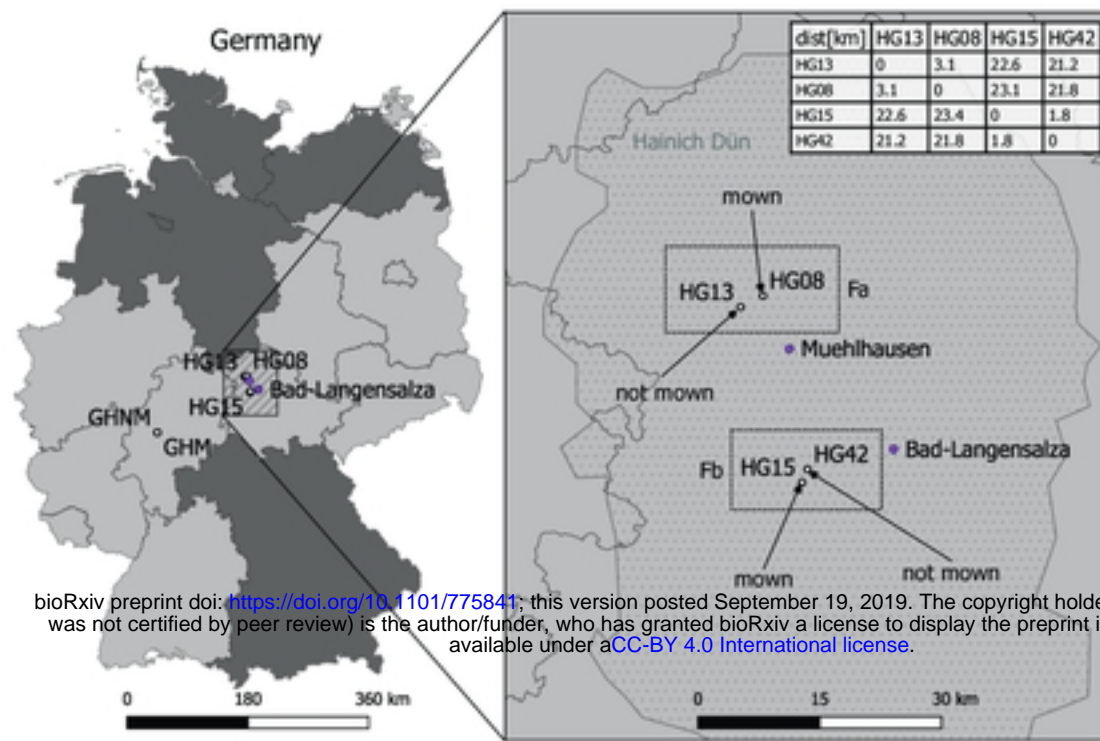 Germany
dist[km] HG13 HG08 HG15 HG42
HG13 0 3.1 22.6 21.2
HG08 3.1 0 23.1 21.8
HG15 22.6 23.4 0 1.8
HG42 21.2 21.8 1.8 0
Hainich Dün
mown
HG13 HG08 Fa
Muehlhausen
not mown
HG13 HG08
Bad-Langensalza
HG15
GHNM
GHM
Fb HG15 HG42
Bad-Langensalza
mown
not mown
bioRxiv preprint doi: https://doi.org/10.1101/775841; this version posted September 19, 2019. The copyright holde
was not certified by peer review) is the author/funder, who has granted bioRxiv a license to display the preprint i
available under aCC-BY 4.0 International license.
0 180 360 km
0 15 30 km